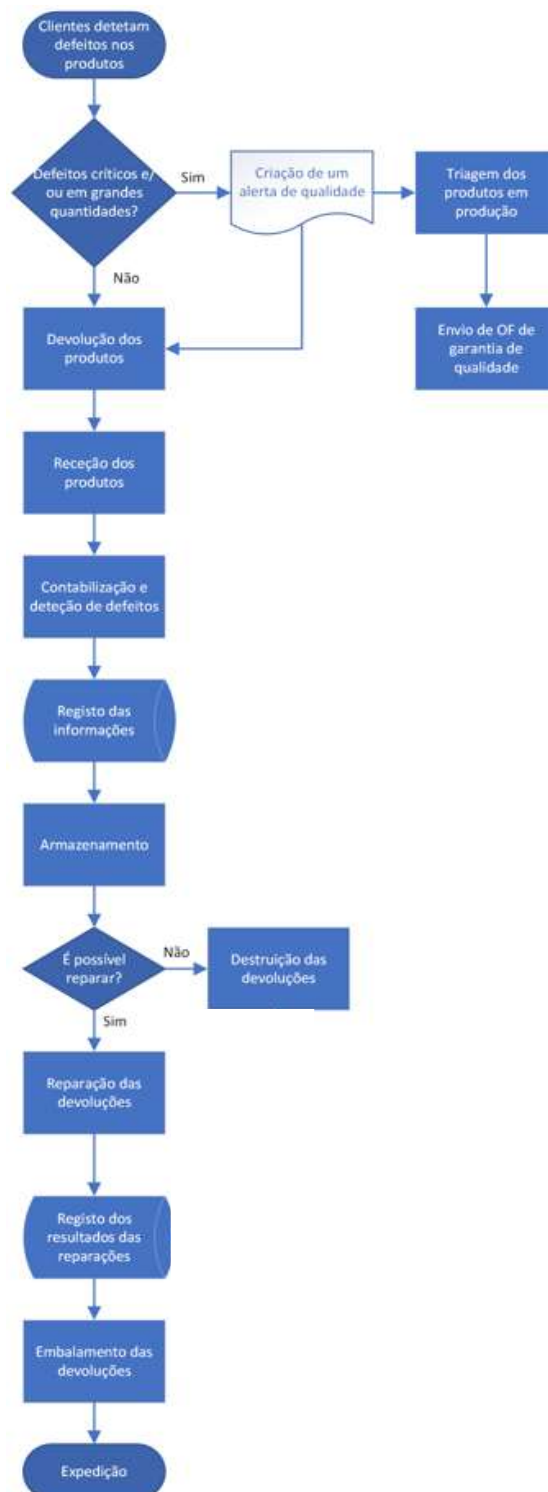 Clientes detetam
defeitos nos
produtos
Defeitos críticos e/
ou em grandes
quantidades?
Sim
Criação de um
alerta de qualidade
Triagem dos
produtos em
produção
Não
Devolução dos
produtos
Envio de OF de
garantia de
qualidade
Receção dos
produtos
Contabilização e
deteção de defeitos
Registo das
informações
Armazenamento
É possível
reparar?
Não
Destruição das
devoluções
Sim
Reparação das
devoluções
Registo dos
resultados das
reparações
Embalamento das
devoluções
Expedição